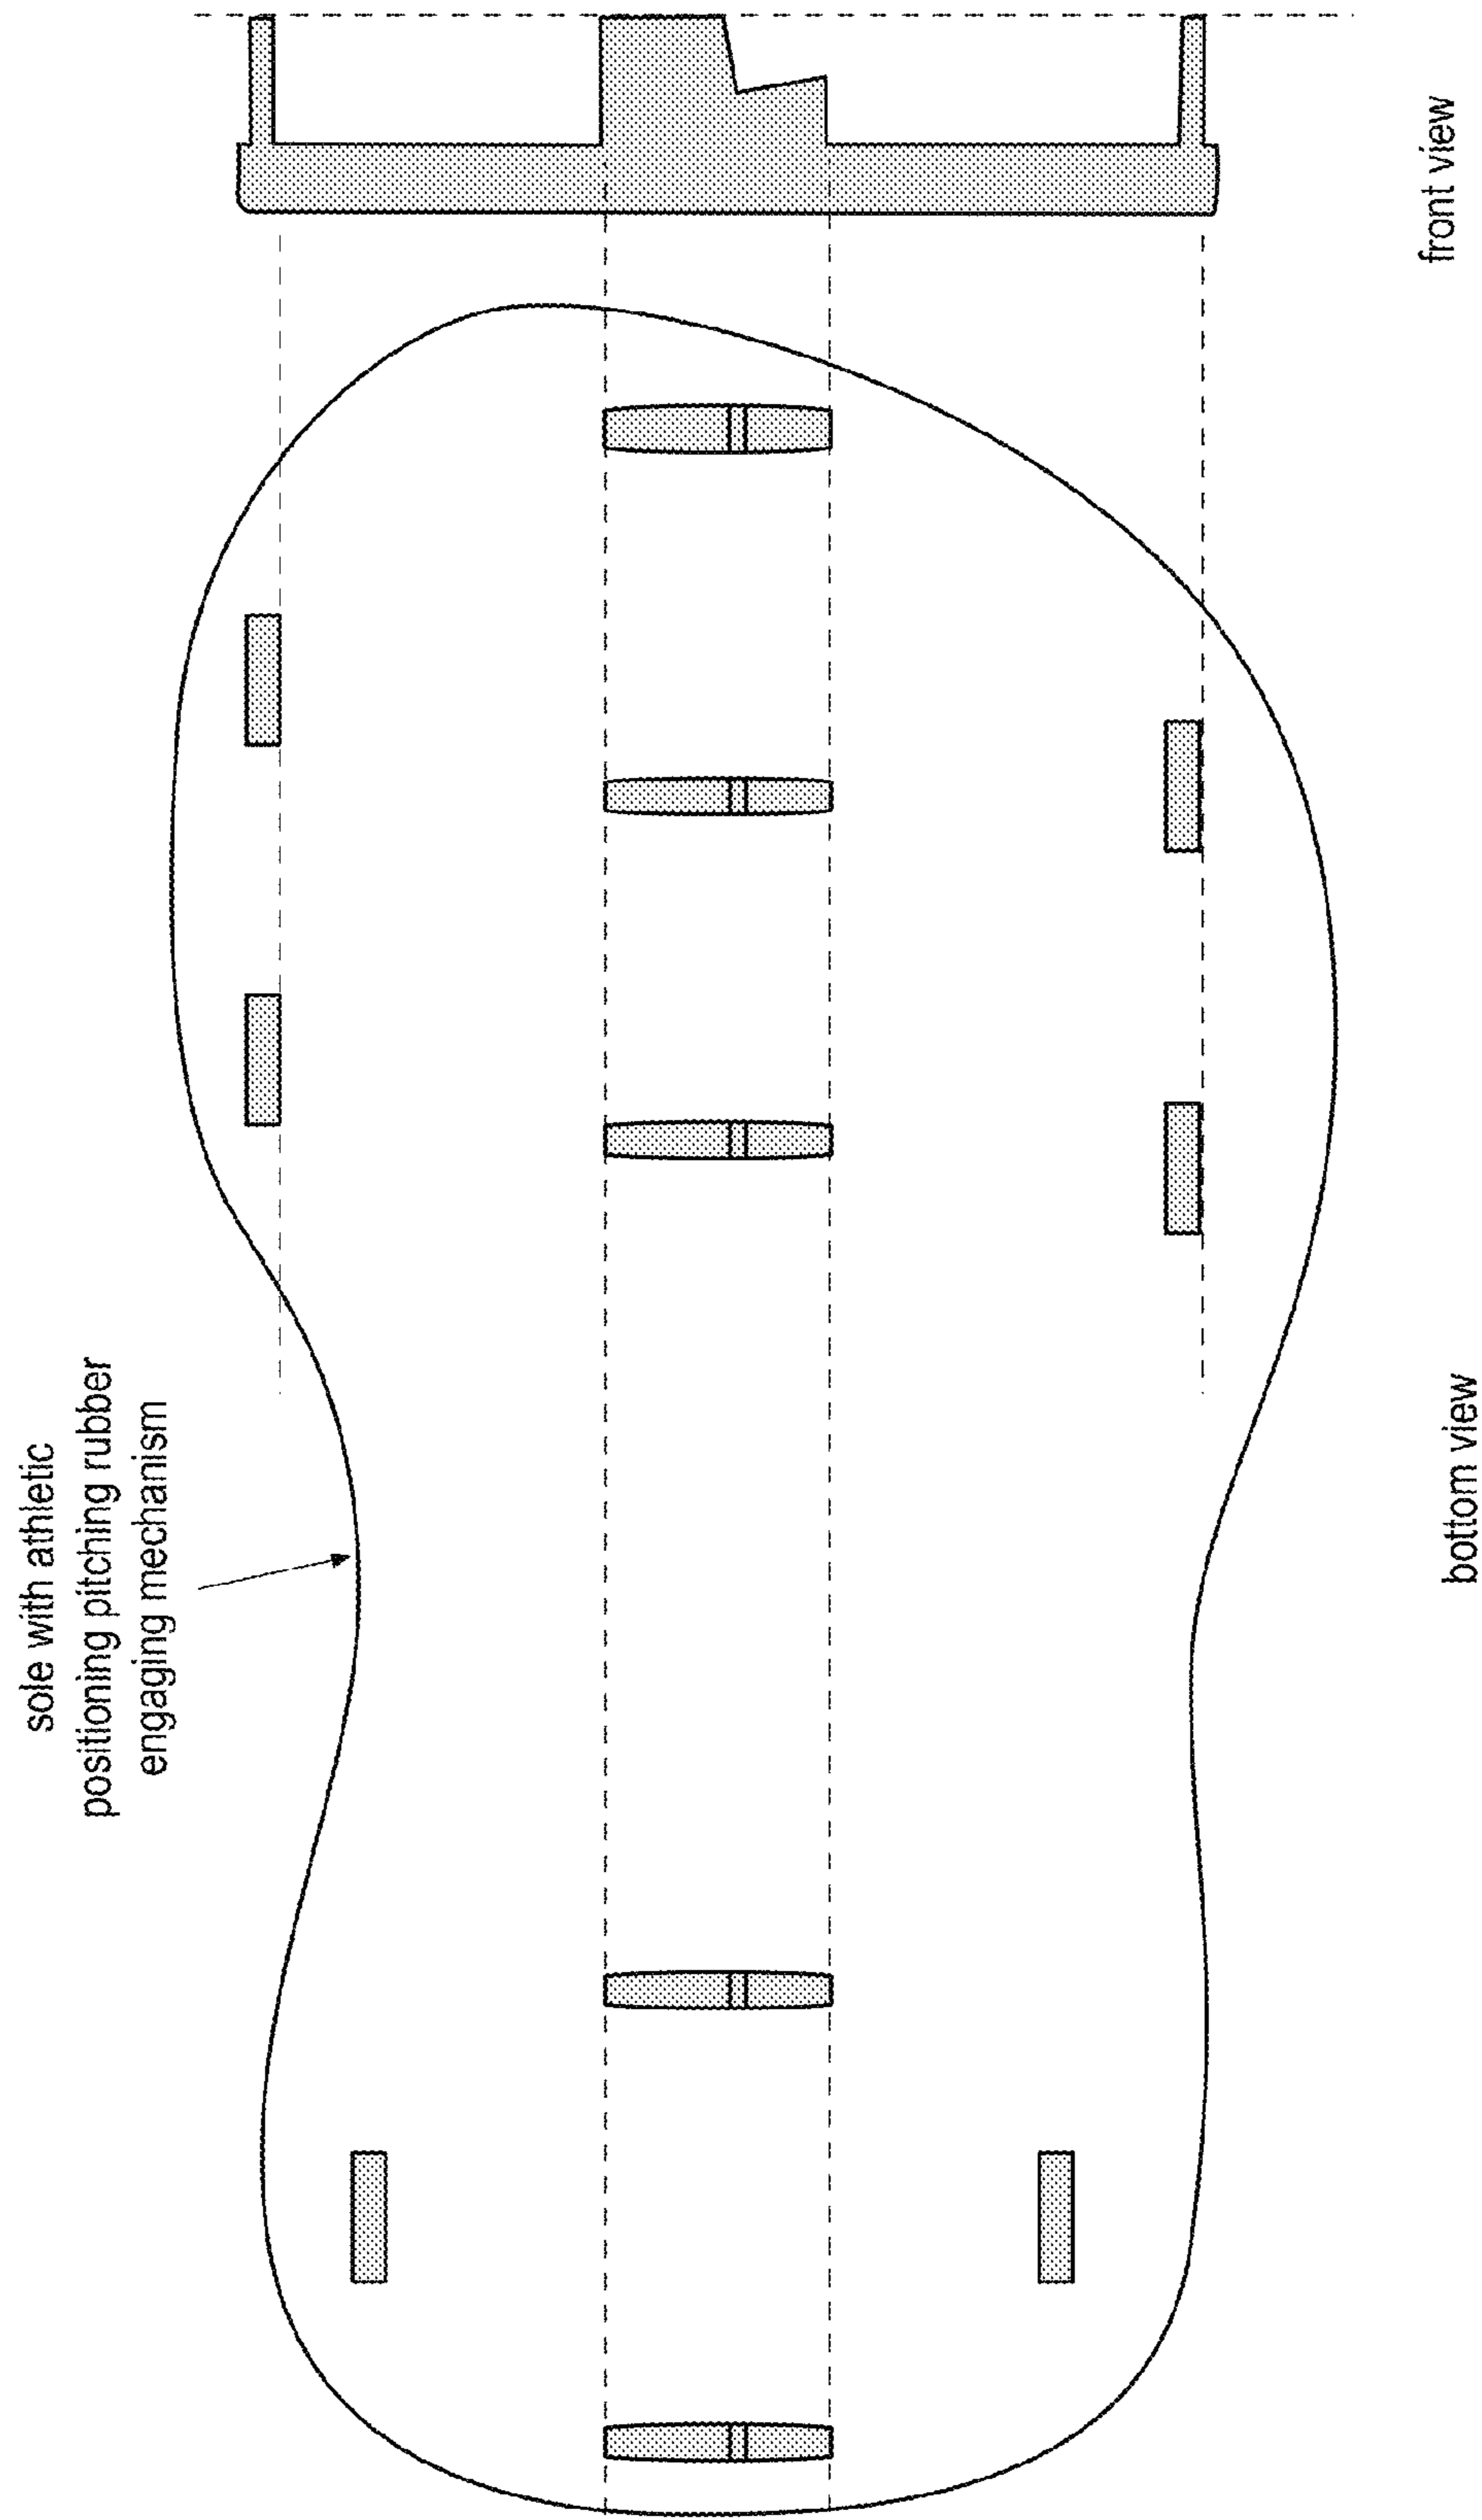 sole with athletic
positioning pitching rubber
engaging mechanism
bottom view
front view